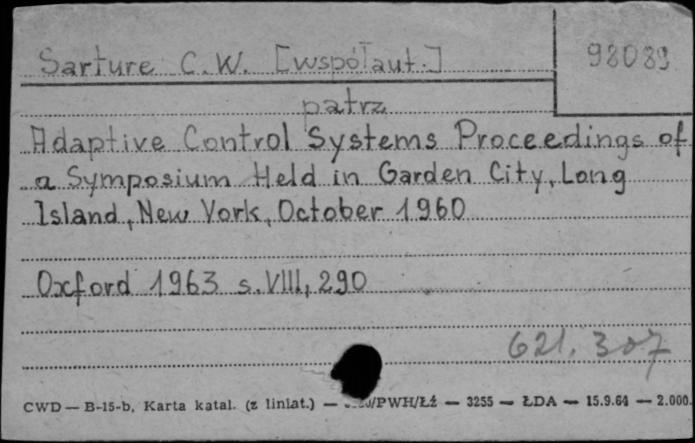 Sarture C.W. [współaut.]
98089
patrz
Adaptive Control Systems Proceedings of
a Symposium Held in Garden City, Long
Island, New York, October 1960
Oxford 1963 s. VIII, 290
621.307
CWD — B-15-b, Karta katal. (z liniat.) — /PWH/Łź — 3255 — ŁDA — 15.9.64 — 2.000.